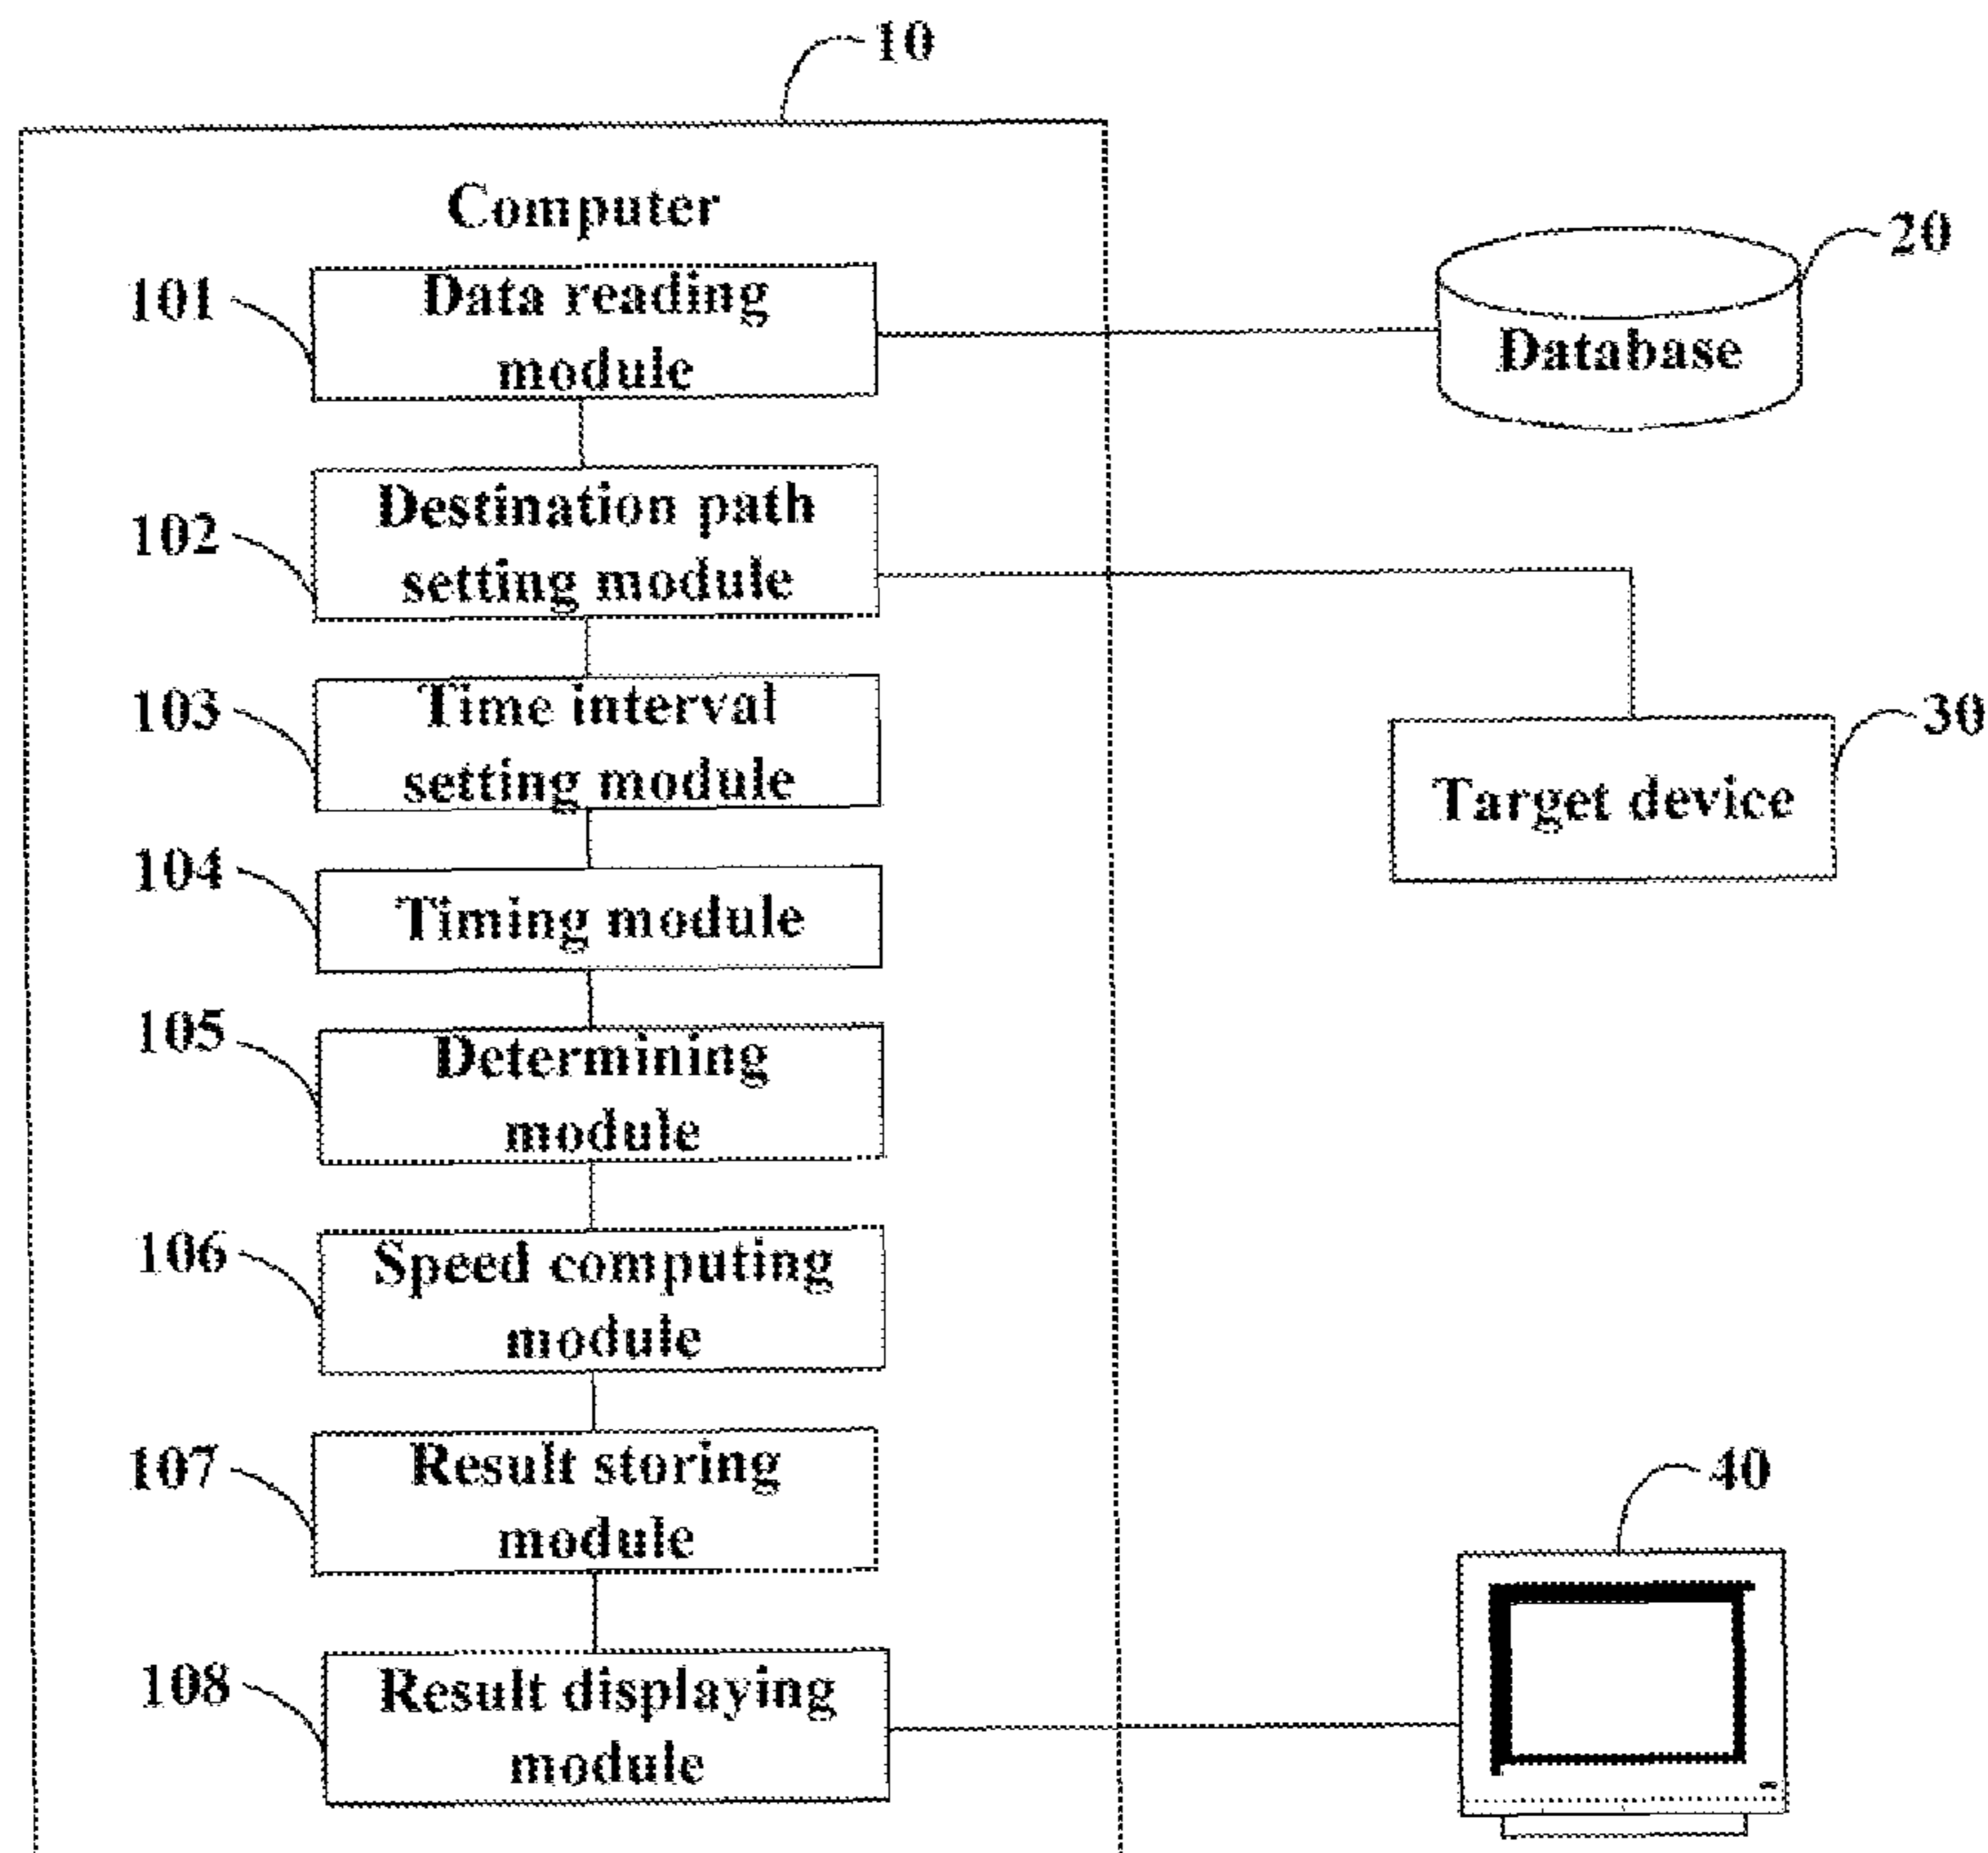 10
Computer
20
101
Data reading
module
Database
102
Destination path
setting module
103
Time interval
setting module
30
Target device
104
Timing module
105
Determining
module
106
Speed computing
module
107
Result storing
module
40
108
Result displaying
module